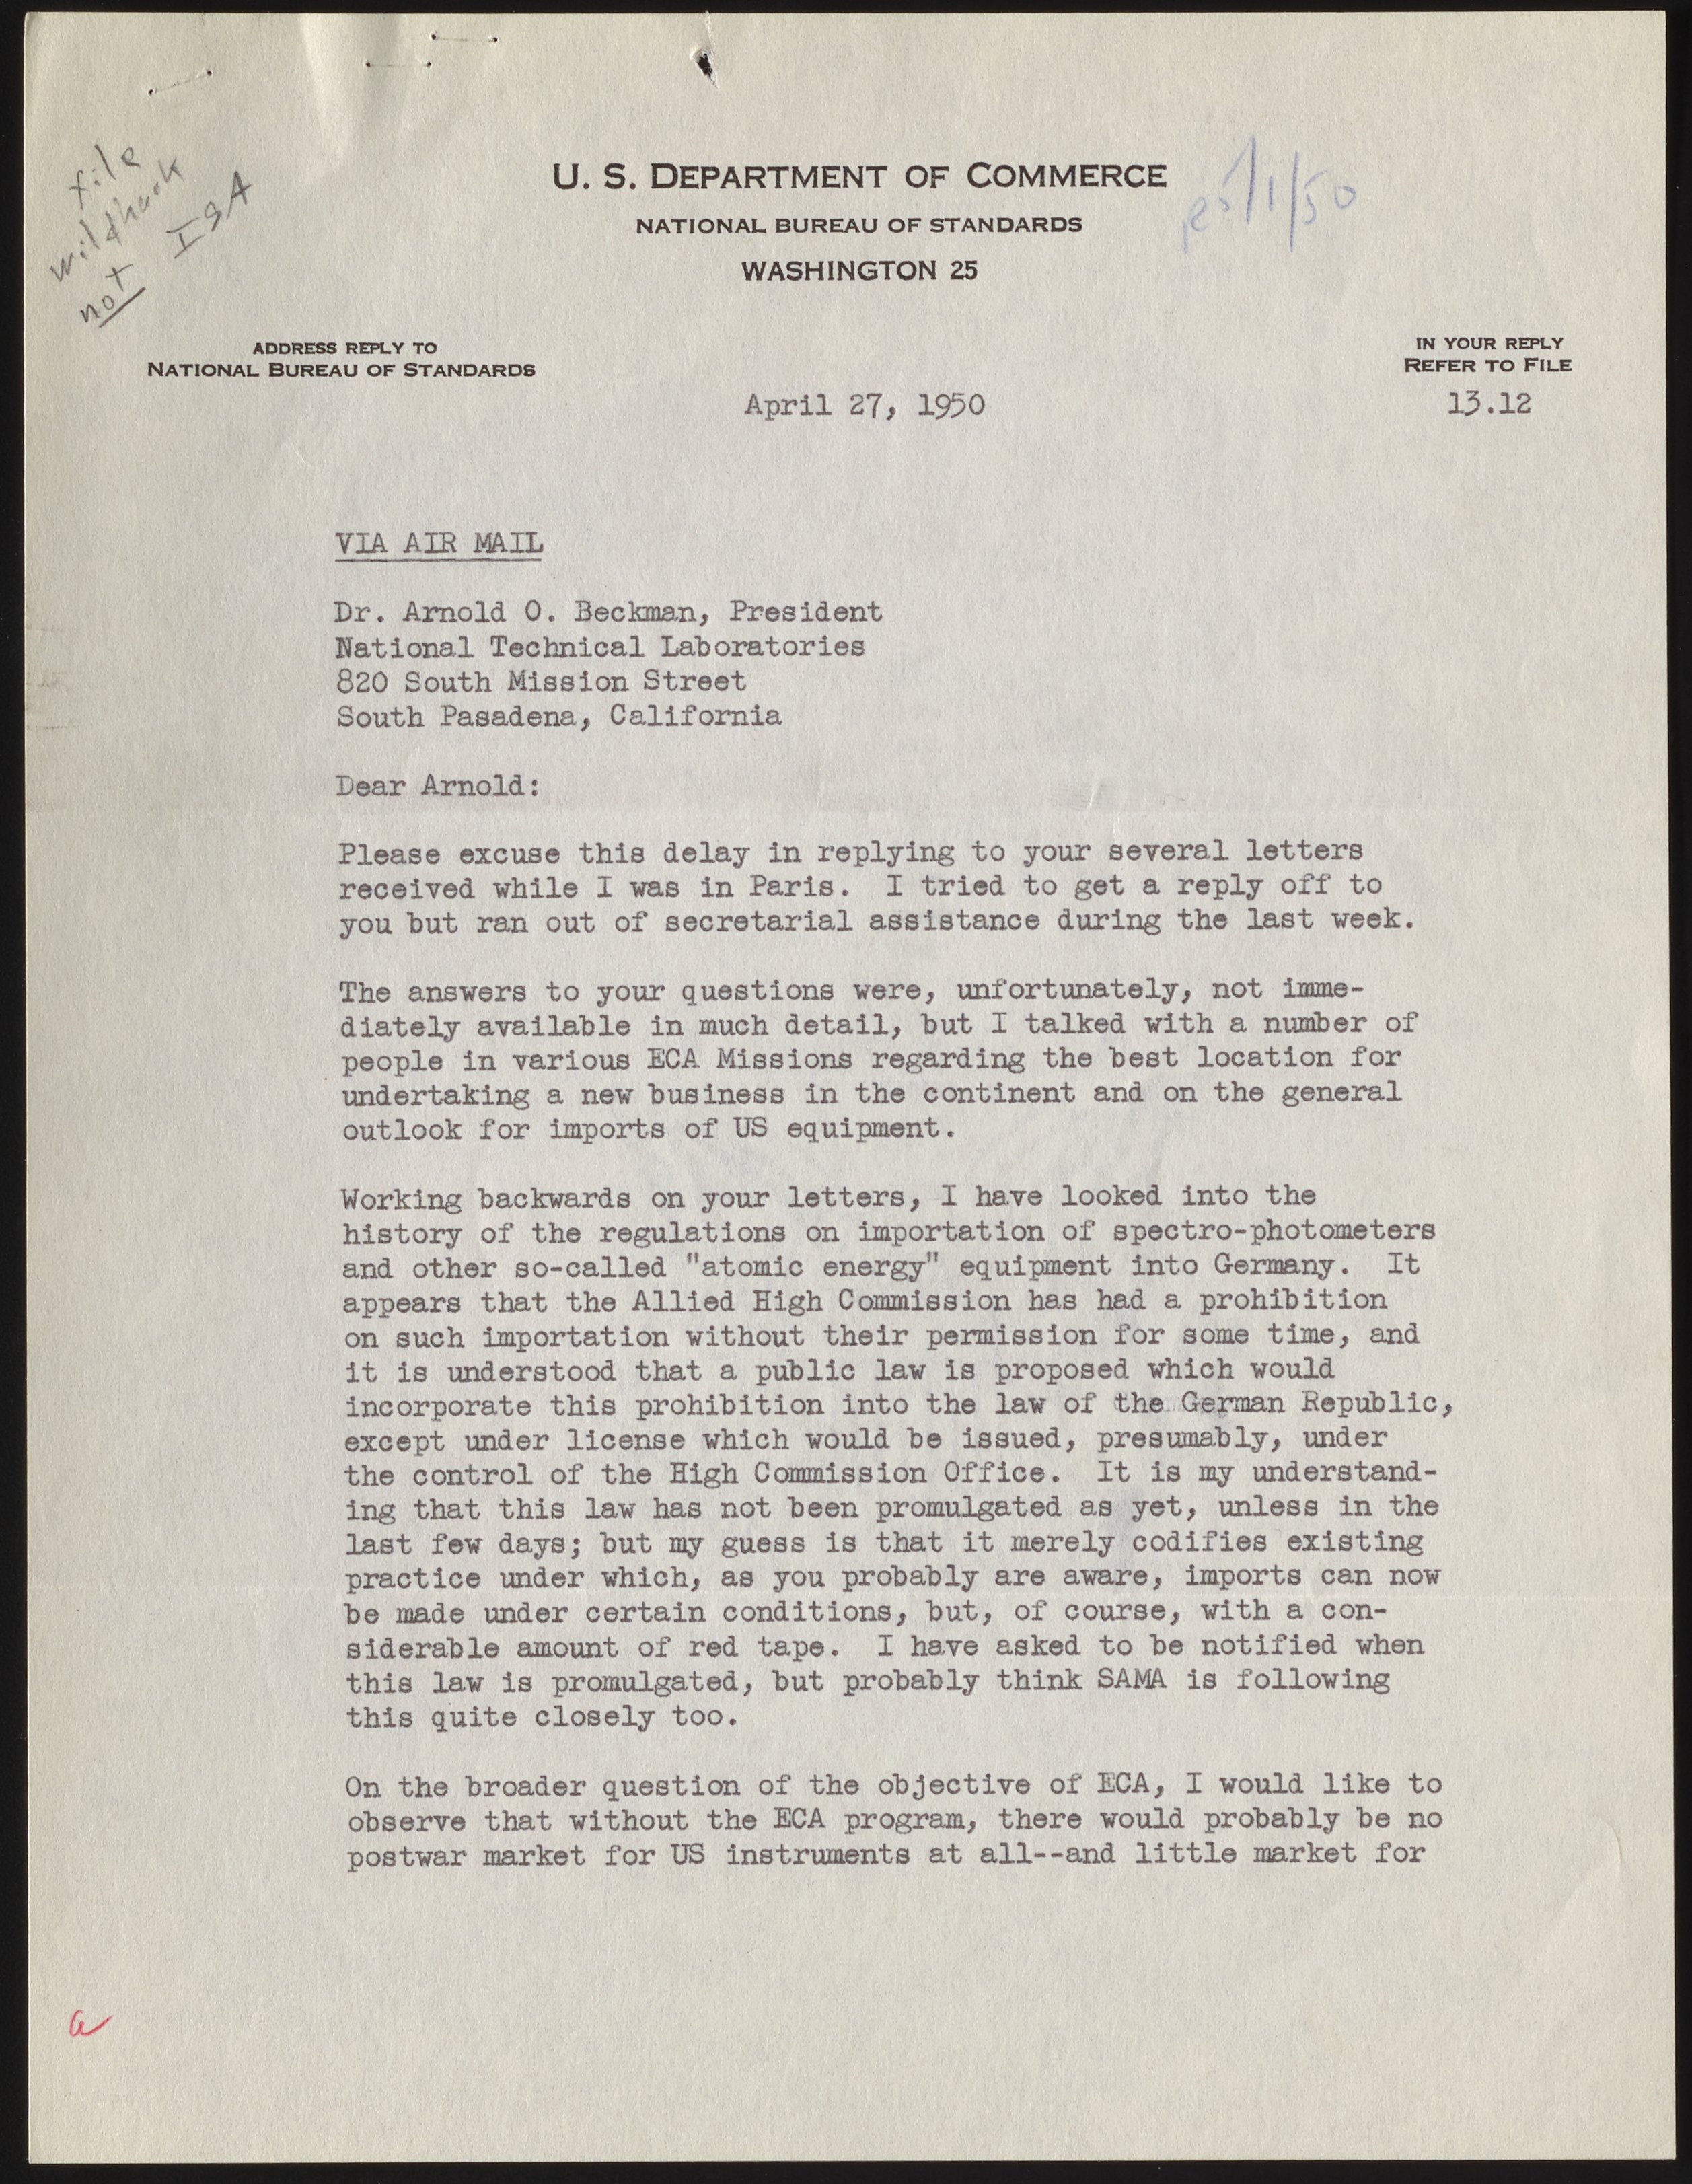 file
wildhack
not ISA
U. S. DEPARTMENT OF COMMERCE
NATIONAL BUREAU OF STANDARDS
WASHINGTON 25
5/1/50
ADDRESS REPLY TO
NATIONAL BUREAU OF STANDARDS
IN YOUR REPLY
REFER TO FILE
13.12
April 27, 1950
VIA AIR MAIL
Dr. Arnold O. Beckman, President
National Technical Laboratories
820 South Mission Street
South Pasadena, California
Dear Arnold:
Please excuse this delay in replying to your several letters
received while I was in Paris. I tried to get a reply off to
you but ran out of secretarial assistance during the last week.
The answers to your questions were, unfortunately, not imme-
diately available in much detail, but I talked with a number of
people in various ECA Missions regarding the best location for
undertaking a new business in the continent and on the general
outlook for imports of US equipment.
Working backwards on your letters, I have looked into the
history of the regulations on importation of spectro-photometers
and other so-called "atomic energy" equipment into Germany. It
appears that the Allied High Commission has had a prohibition
on such importation without their permission for some time, and
it is understood that a public law is proposed which would
incorporate this prohibition into the law of the German Republic,
except under license which would be issued, presumably, under
the control of the High Commission Office. It is my understand-
ing that this law has not been promulgated as yet, unless in the
last few days; but my guess is that it merely codifies existing
practice under which, as you probably are aware, imports can now
be made under certain conditions, but, of course, with a con-
siderable amount of red tape. I have asked to be notified when
this law is promulgated, but probably think SAMA is following
this quite closely too.
On the broader question of the objective of ECA, I would like to
observe that without the ECA program, there would probably be no
postwar market for US instruments at all--and little market for
a